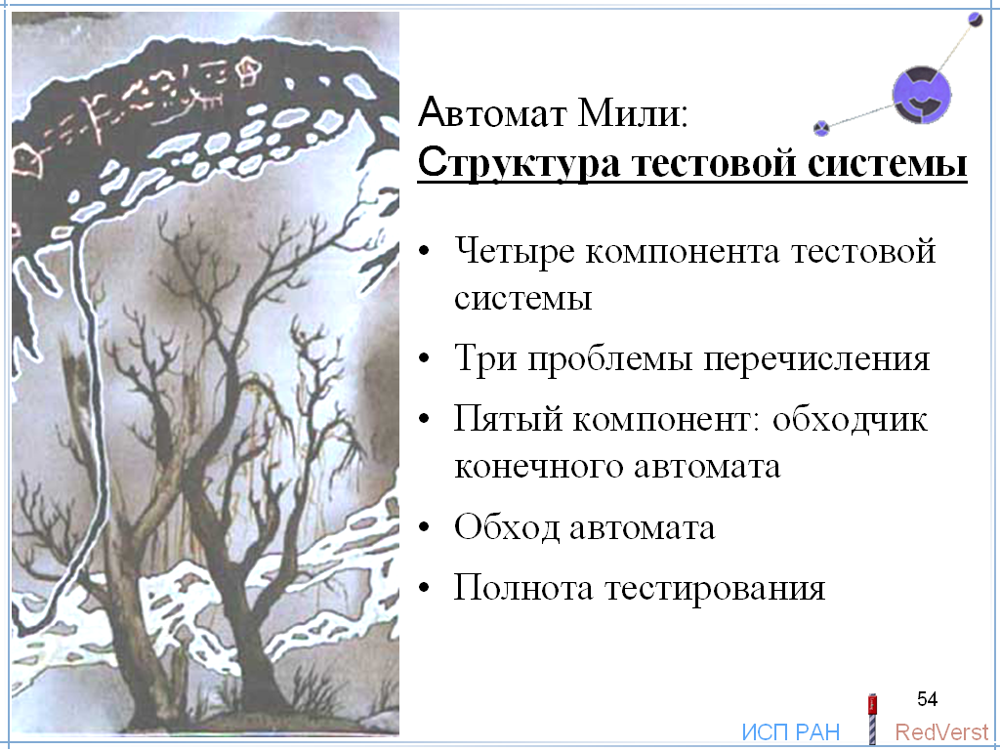 Автомат Мили:
Структура тестовой системы
• Четыре компонента тестовой
системы
• Три проблемы перечисления
• Пятый компонент: обходчик
конечного автомата
• Обход автомата
• Полнота тестирования
54
ИСП РАН
RedVerst